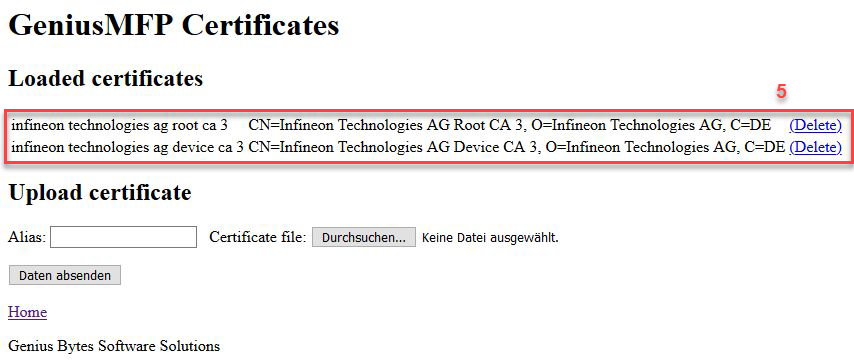 GeniusMFP Certificates
Loaded certificates
5
infineon technologies ag root ca 3 CN=Infineon Technologies AG Root CA 3, O=Infineon Technologies AG, C=DE (Delete)
infineon technologies ag device ca 3 CN=Infineon Technologies AG Device CA 3, O=Infineon Technologies AG, C=DE (Delete)
Upload certificate
Alias: Certificate file: Durchsuchen... Keine Datei ausgewählt.
Daten absenden
Home
Genius Bytes Software Solutions